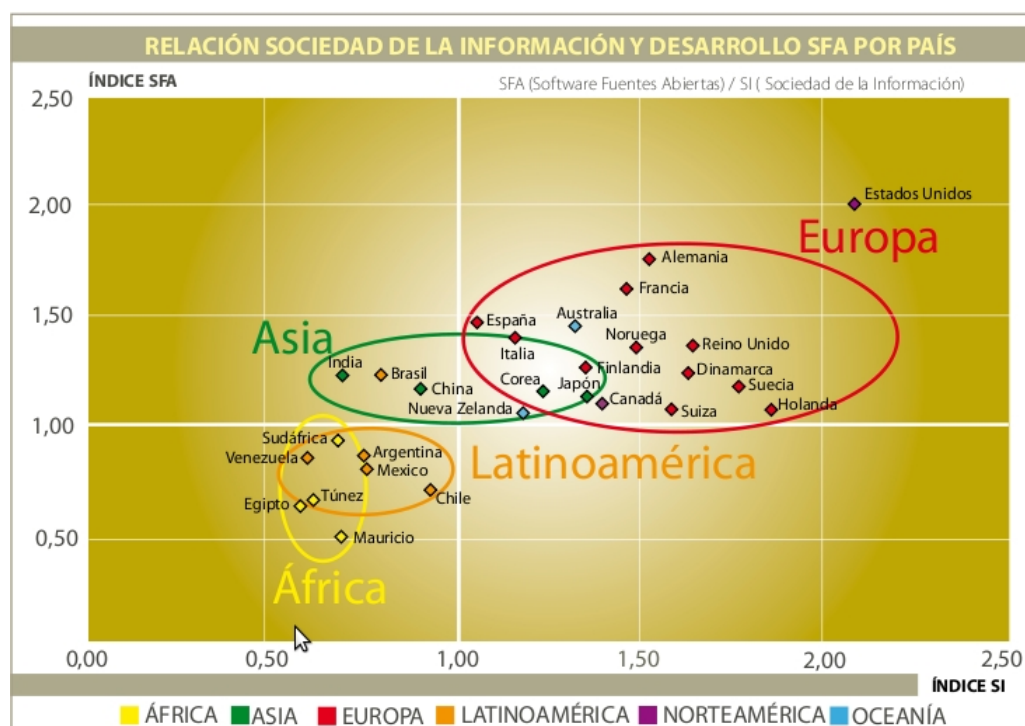 RELACIÓN SOCIEDAD DE LA INFORMACIÓN Y DESARROLLO SFA POR PAÍS
ÍNDICE SFA
SFA (Software Fuentes Abiertas) / SI ( Sociedad de la Información)
2,50
2,00
Estados Unidos
Europa
Alemania
Francia
1,50
España
Australia
Noruega
Reino Unido
Asia
Italia
India
Brasil
Finlandia
Dinamarca
China
Corea
Japón
Suecia
Nueva Zelanda
Canadá
Suiza
Holanda
1,00
Sudáfrica
Venezuela
Argentina
Mexico
Latinoamérica
Egipto
Túnez
Chile
0,50
Mauricio
África
0,00
0,50
1,00
1,50
2,00
2,50
ÍNDICE SI
ÁFRICA
ASIA
EUROPA
LATINOAMÉRICA
NORTEAMÉRICA
OCEANÍA